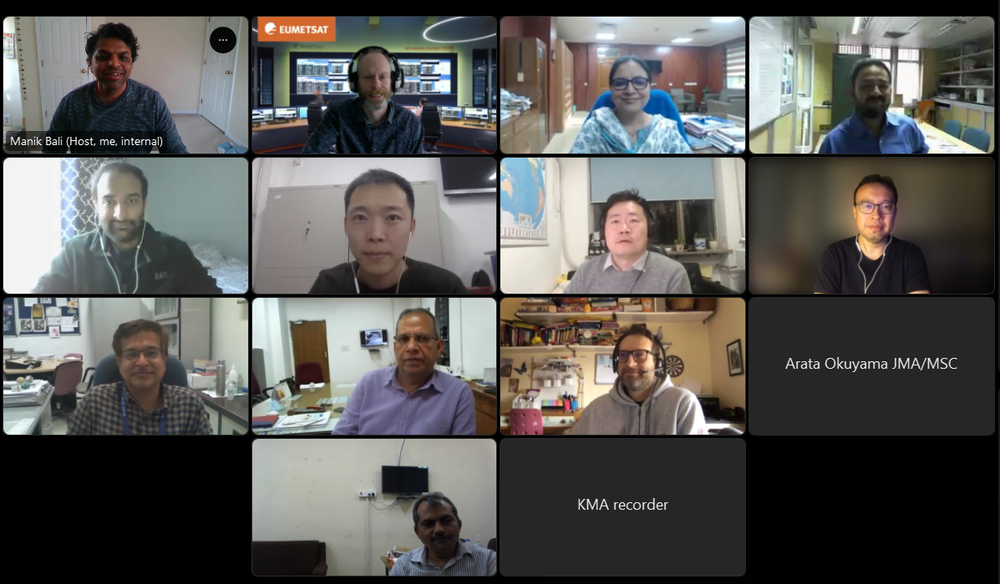 EUMETSAT
Manik Bali (Host, me, internal)
Arata Okuyama JMA/MSC
KMA recorder